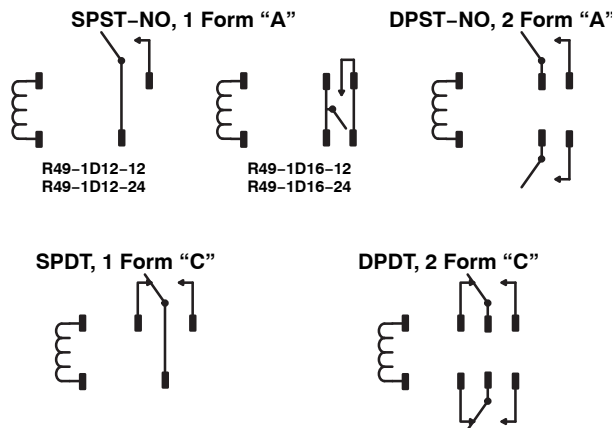 SPST−NO, 1 Form “A”
DPST−NO, 2 Form “A”
R49−1D12−12
R49−1D12−24
R49−1D16−12
R49−1D16−24
SPDT, 1 Form “C”
DPDT, 2 Form “C”